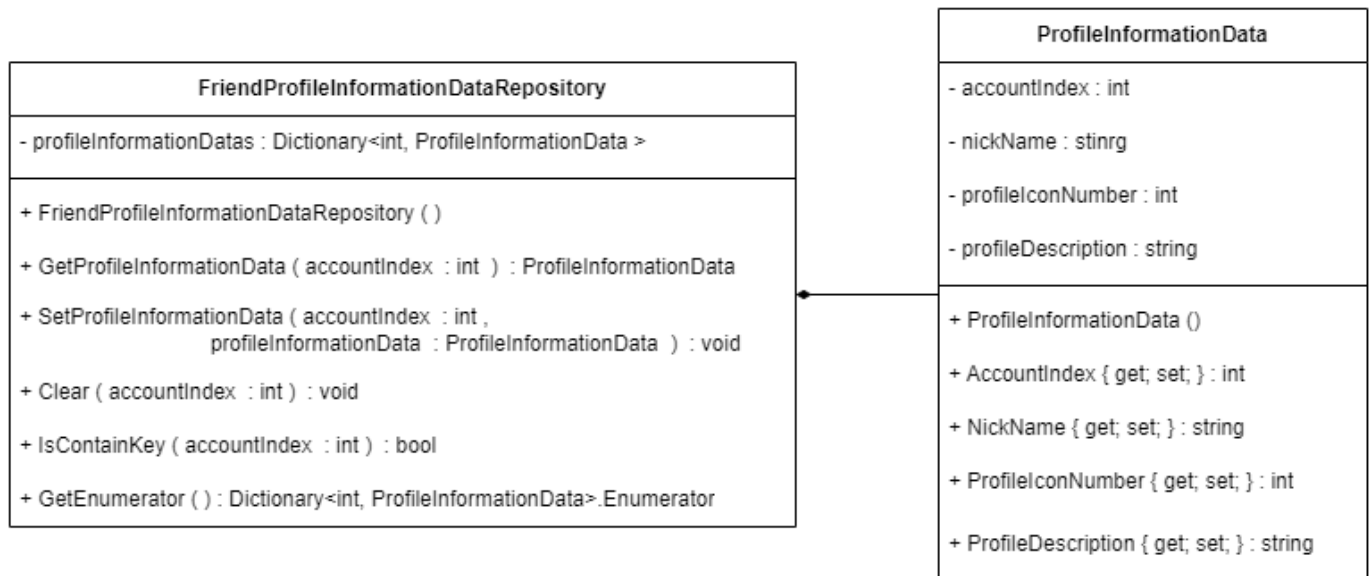 FriendProfileInformationDataRepository
- profileInformationDatas : Dictionary<int, ProfileInformationData >
+ FriendProfileInformationDataRepository ( )
+ GetProfileInformationData ( accountIndex : int ) : ProfileInformationData
+ SetProfileInformationData ( accountIndex : int ,
profileInformationData : ProfileInformationData ) : void
+ Clear ( accountIndex : int ) : void
+ IsContainKey ( accountIndex : int ) : bool
+ GetEnumerator ( ) : Dictionary<int, ProfileInformationData>.Enumerator
ProfileInformationData
- accountIndex : int
- nickName : stinrg
- profileIconNumber : int
- profileDescription : string
+ ProfileInformationData ()
+ AccountIndex { get; set; } : int
+ NickName { get; set; } : string
+ ProfileIconNumber { get; set; } : int
+ ProfileDescription { get; set; } : string